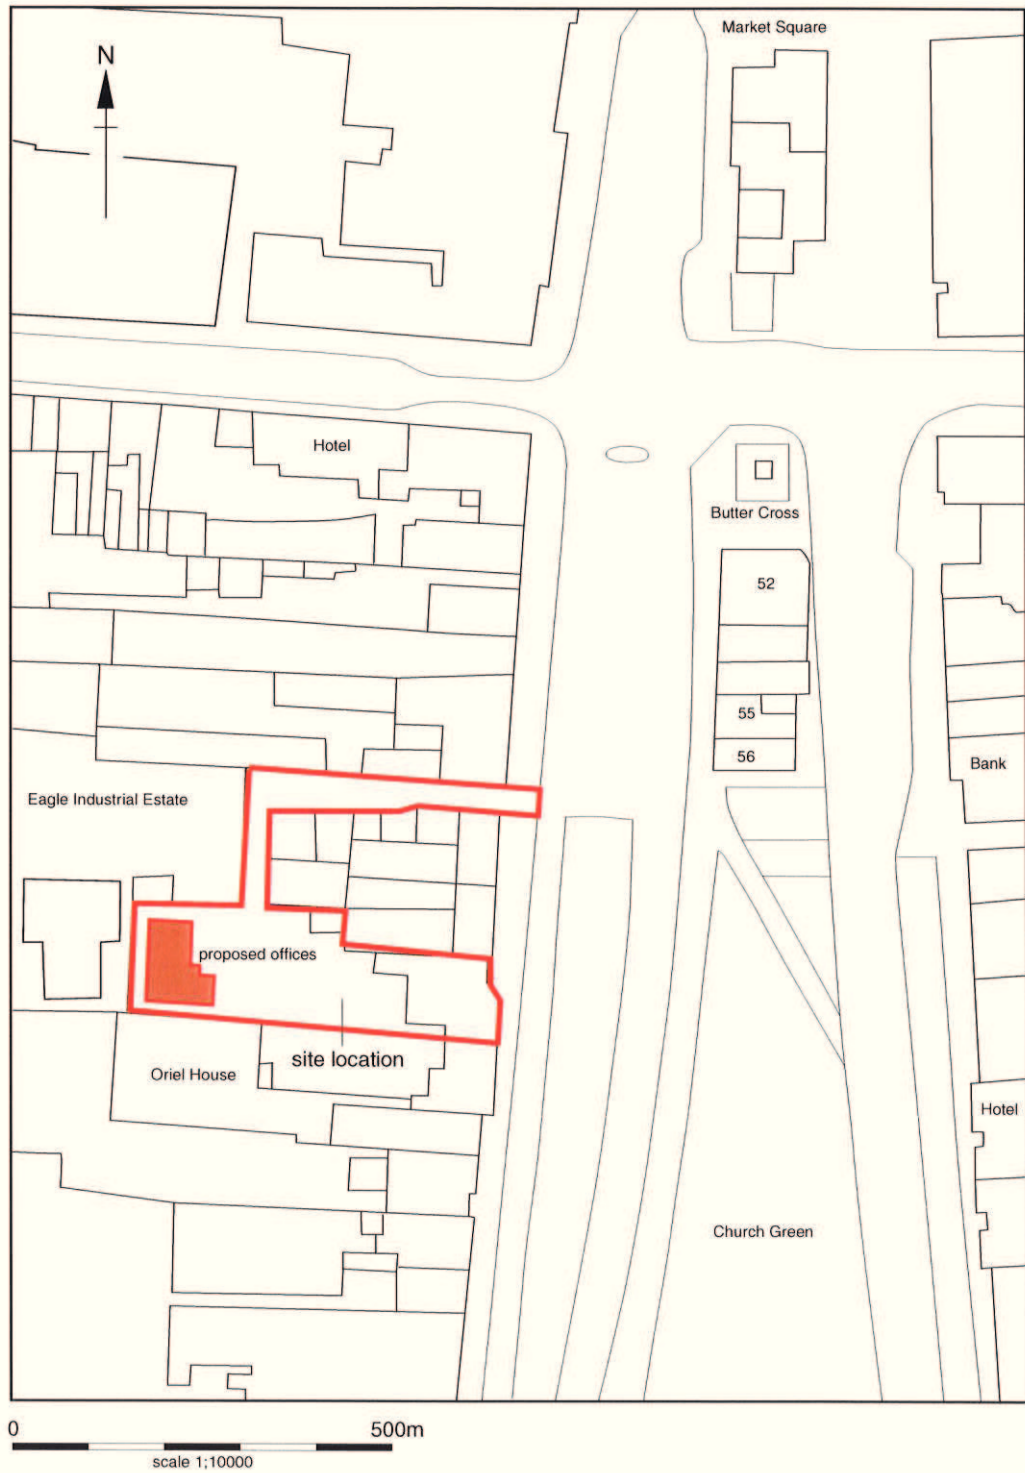 Market Square
N
Hotel
Butter Cross
52
55
56
Bank
Eagle Industrial Estate
proposed offices
site location
Oriel House
Hotel
Church Green
0 500m
scale 1;10000